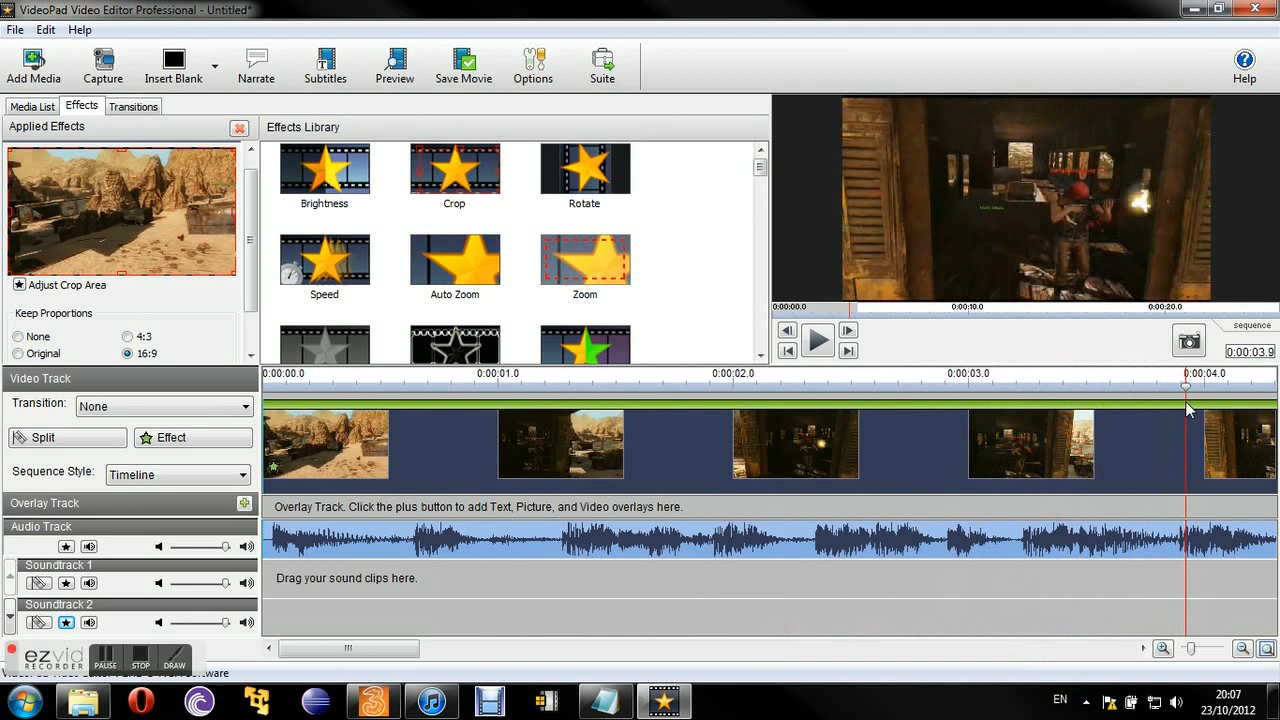 VideoPad Video Editor Professional - Untitled*
File Edit Help
Add Media Capture Insert Blank Narrate Subtitles Preview Save Movie Options Suite Help
Media List Effects Transitions
Applied Effects
Effects Library
Brightness Crop Rotate
Speed Auto Zoom Zoom
Adjust Crop Area
Keep Proportions
None 4:3
Original 16:9
0:00:00.0 0:00:10.0 0:00:20.0
sequence
0:00:03.9
Video Track
0:00:00.0 0:00:01.0 0:00:02.0 0:00:03.0 0:00:04.0
Transition: None
Split Effect
Sequence Style: Timeline
Overlay Track
Overlay Track. Click the plus button to add Text, Picture, and Video overlays here.
Audio Track
Soundtrack 1
Drag your sound clips here.
Soundtrack 2
ezvid
RECORDER
PAUSE STOP DRAW
EN
20:07
23/10/2012